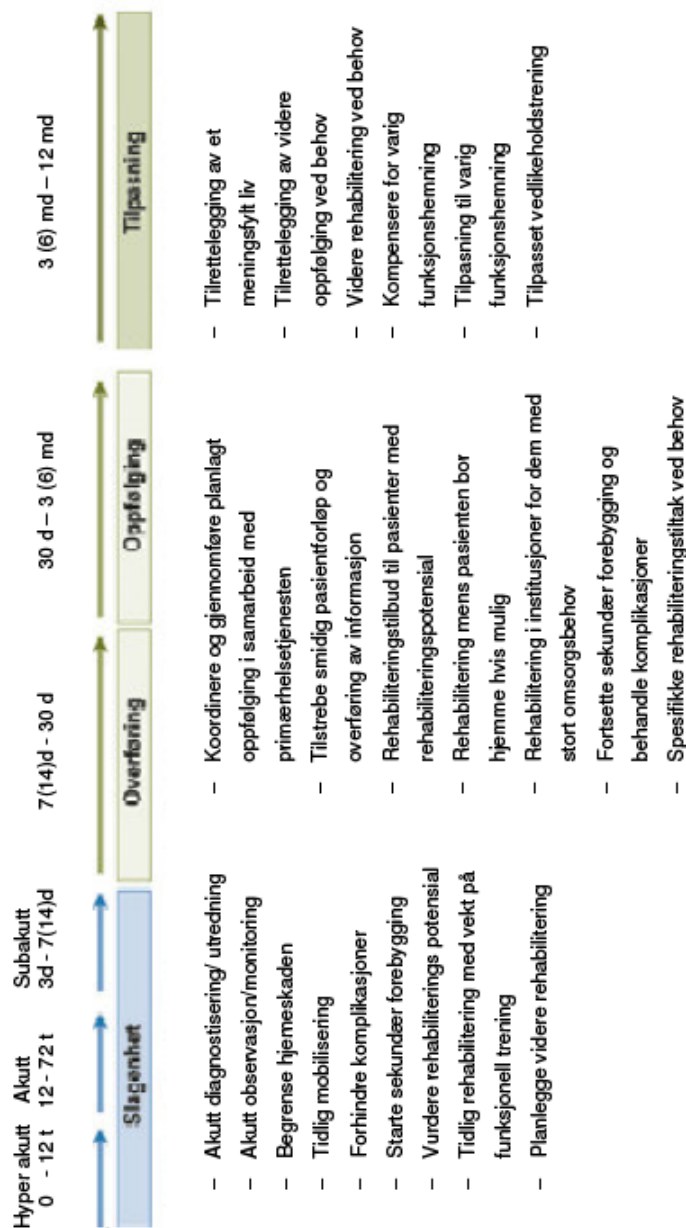 Hyper akutt
0 - 12 t
Akutt
12 - 72 t
Subakutt
3d - 7(14)d
7(14)d - 30 d
30 d – 3 (6) md
3 (6) md – 12 md
Slagenhet
Overføring
Oppfølging
Tilpasning
– Akutt diagnostisering/ utredning
– Akutt observasjon/monitoring
– Begrense hjerneskaden
– Tidlig mobilisering
– Forhindre komplikasjoner
– Starte sekundær forebygging
– Vurdere rehabiliterings potensial
– Tidlig rehabilitering med vekt på
funksjonell trening
– Planlegge videre rehabilitering
– Koordinere og gjennomføre planlagt
oppfølging i samarbeid med
primærhelsetjenesten
– Tilstrebe smidig pasientforløp og
overføring av informasjon
– Rehabiliteringstilbud til pasienter med
rehabiliteringspotensial
– Rehabilitering mens pasienten bor
hjemme hvis mulig
– Rehabilitering i institusjoner for dem med
stort omsorgsbehov
– Fortsette sekundær forebygging og
behandle komplikasjoner
– Spesifikke rehabiliteringstiltak ved behov
– Tilrettelegging av et
meningsfylt liv
– Tilrettelegging av videre
oppfølging ved behov
– Videre rehabilitering ved behov
– Kompensere for varig
funksjonshemning
– Tilpasning til varig
funksjonshemning
– Tilpasset vedlikeholdstrening